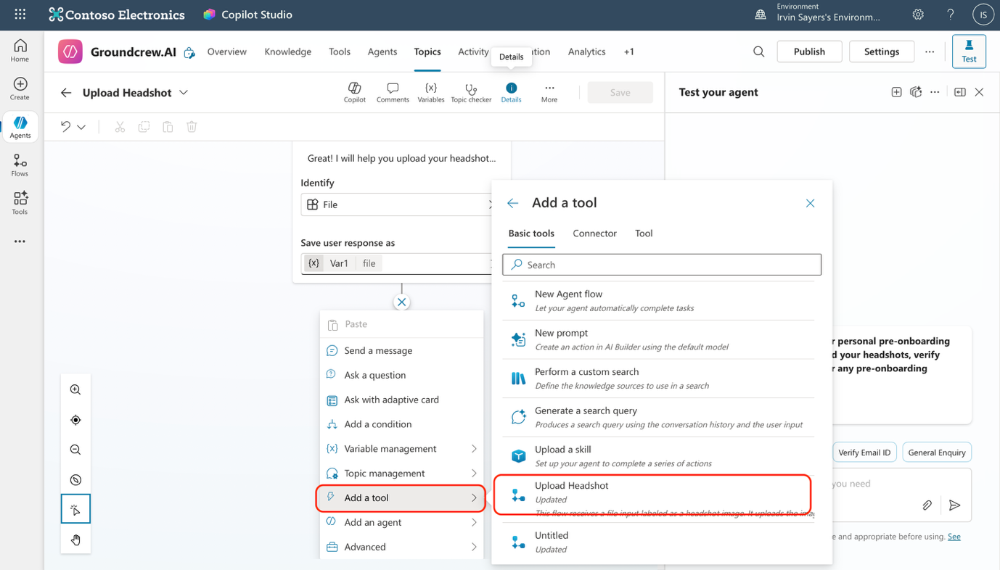 Contoso Electronics
Copilot Studio
Environment
Irvin Sayers's Environm...
IS
Home
Create
Agents
Flows
Tools
Groundcrew.AI
Overview
Knowledge
Tools
Agents
Topics
Activity
Details
tion
Analytics
+1
Publish
Settings
Test
Upload Headshot
Copilot
Comments
Variables
Topic checker
Details
More
Save
Test your agent
Great! I will help you upload your headshot...
Identify
File
Save user response as
{x} Var1 file
Paste
Send a message
Ask a question
Ask with adaptive card
Add a condition
{x} Variable management
Topic management
Add a tool
Add an agent
Advanced
Add a tool
Basic tools
Connector
Tool
Search
New Agent flow
Let your agent automatically complete tasks
New prompt
Create an action in AI Builder using the default model
Perform a custom search
Define the knowledge sources to use in a search
Generate a search query
Produces a search query using the conversation history and the user input
Upload a skill
Set up your agent to complete a series of actions
Upload Headshot
Updated
This flow receives a file input labeled as a headshot image. It uploads the
Untitled
Updated
r personal pre-onboarding
d your headshots, verify
r any pre-onboarding
Verify Email ID
General Enquiry
you need
e and appropriate before using. See